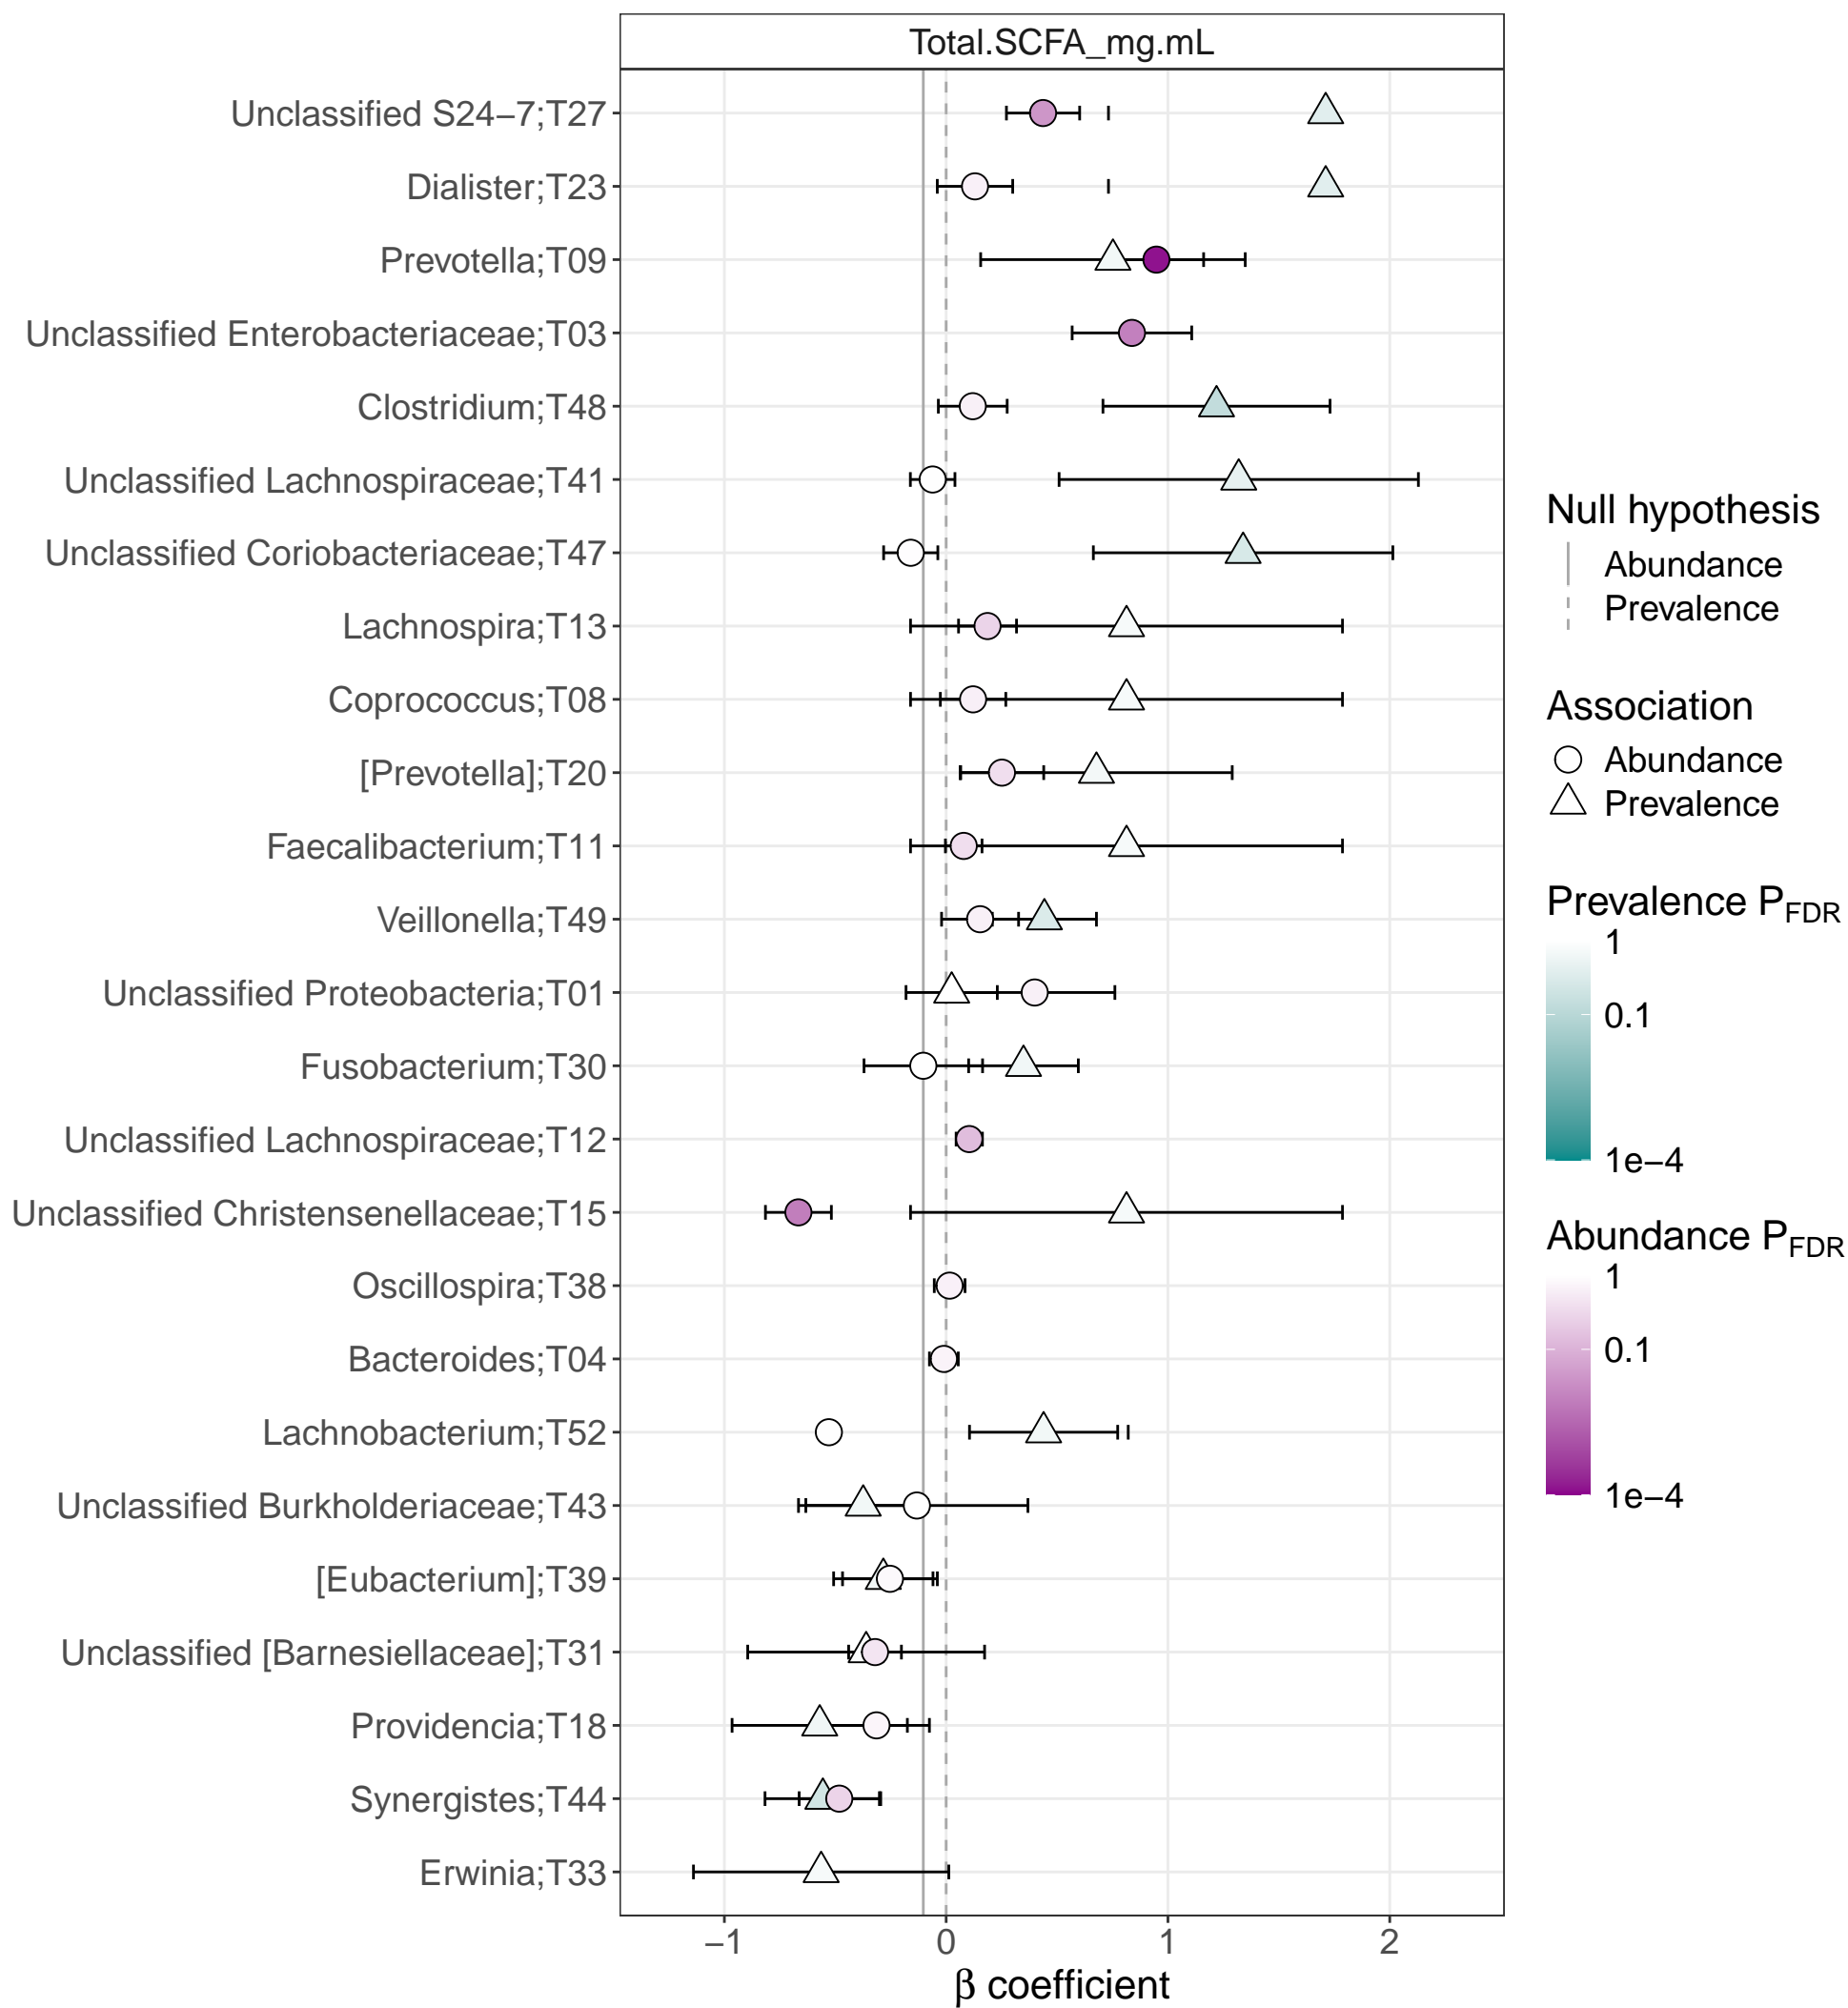 Total.SCFA_mg.mL
Unclassified S24−7;T27
Dialister;T23
Prevotella;T09
Unclassified Enterobacteriaceae;T03
Clostridium;T48
Unclassified Lachnospiraceae;T41
Unclassified Coriobacteriaceae;T47
Lachnospira;T13
Coprococcus;T08
[Prevotella];T20
Faecalibacterium;T11
Veillonella;T49
Unclassified Proteobacteria;T01
Fusobacterium;T30
Unclassified Lachnospiraceae;T12
Unclassified Christensenellaceae;T15
Oscillospira;T38
Bacteroides;T04
Lachnobacterium;T52
Unclassified Burkholderiaceae;T43
[Eubacterium];T39
Unclassified [Barnesiellaceae];T31
Providencia;T18
Synergistes;T44
Erwinia;T33
−1 0 1 2
β coefficient
Null hypothesis
Abundance
Prevalence
Association
Abundance
Prevalence
Prevalence PFDR
1
0.1
1e−4
Abundance PFDR
1
0.1
1e−4